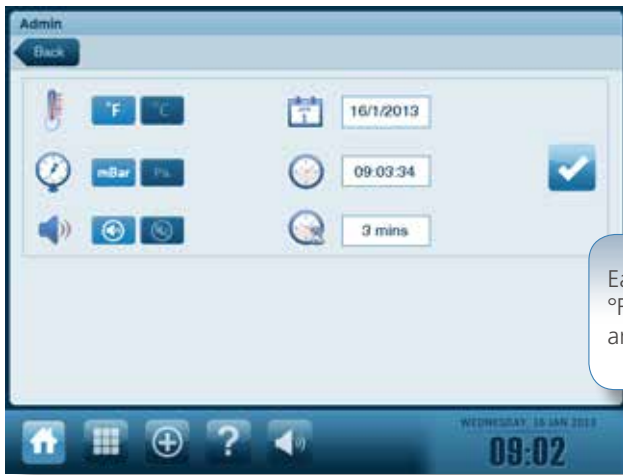 Admin
Back
°F °C 16/1/2013
mBar Pa 09:03:34
3 mins
Ea
°F
ar
?
WEDNESDAY, 16 JAN 2013
09:02